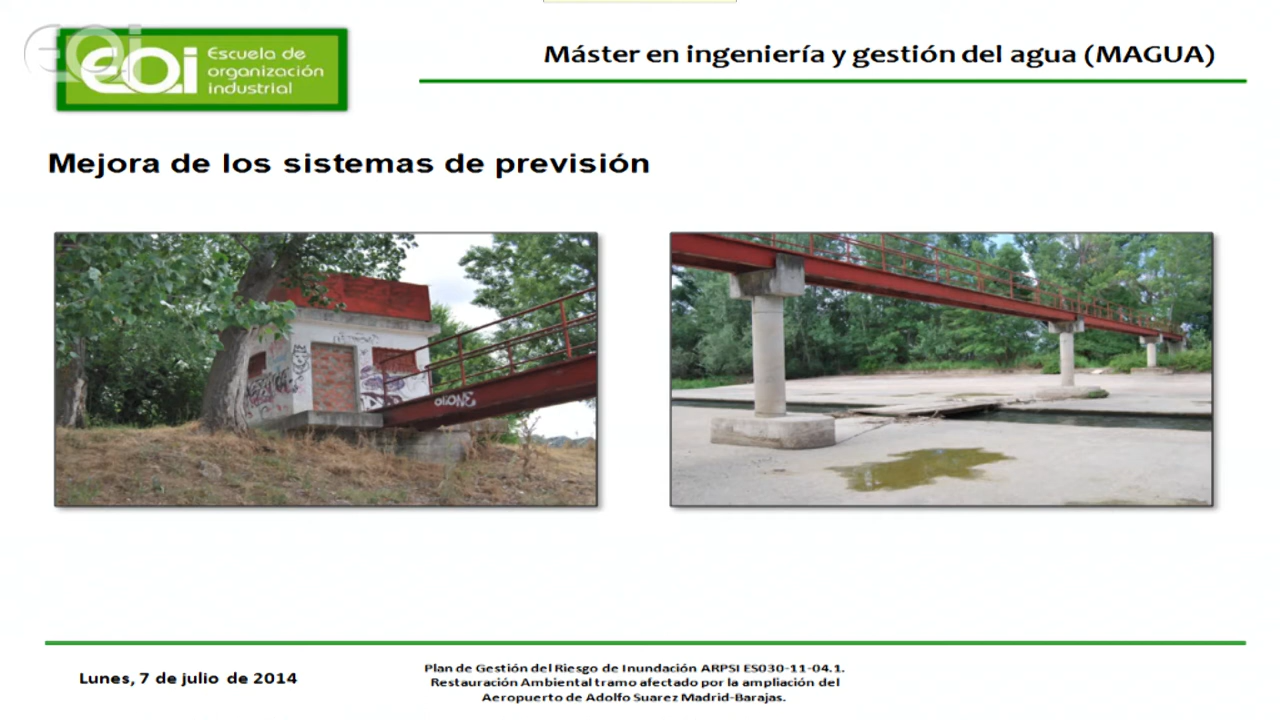 eoi
Escuela de
organización
industrial
Máster en ingeniería y gestión del agua (MAGUA)
Mejora de los sistemas de previsión
Lunes, 7 de julio de 2014
Plan de Gestión del Riesgo de Inundación ARPSI ES030-11-04.1.
Restauración Ambiental tramo afectado por la ampliación del
Aeropuerto de Adolfo Suarez Madrid-Barajas.